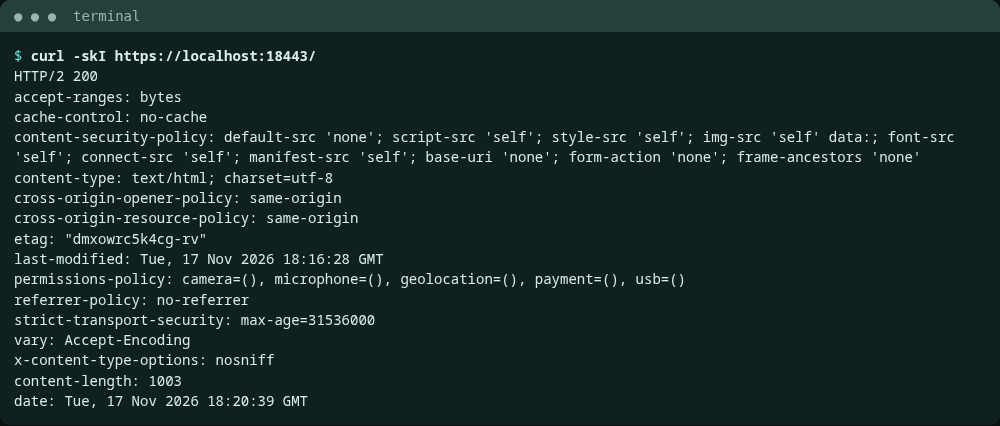 terminal
$ curl -skI https://localhost:18443/
HTTP/2 200
accept-ranges: bytes
cache-control: no-cache
content-security-policy: default-src 'none'; script-src 'self'; style-src 'self'; img-src 'self' data:; font-src
'self'; connect-src 'self'; manifest-src 'self'; base-uri 'none'; form-action 'none'; frame-ancestors 'none'
content-type: text/html; charset=utf-8
cross-origin-opener-policy: same-origin
cross-origin-resource-policy: same-origin
etag: "dmxowrc5k4cg-rv"
last-modified: Tue, 17 Nov 2026 18:16:28 GMT
permissions-policy: camera=(), microphone=(), geolocation=(), payment=(), usb=()
referrer-policy: no-referrer
strict-transport-security: max-age=31536000
vary: Accept-Encoding
x-content-type-options: nosniff
content-length: 1003
date: Tue, 17 Nov 2026 18:20:39 GMT